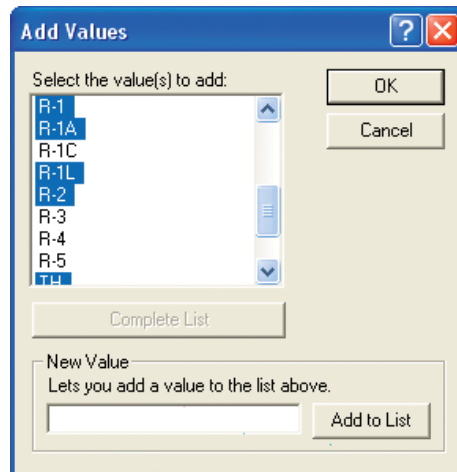 Add Values
Select the value(s) to add:
OK
R-1
R-1A
Cancel
R-1C
R-1L
R-2
R-3
R-4
R-5
TH
Complete List
New Value
Lets you add a value to the list above.
Add to List